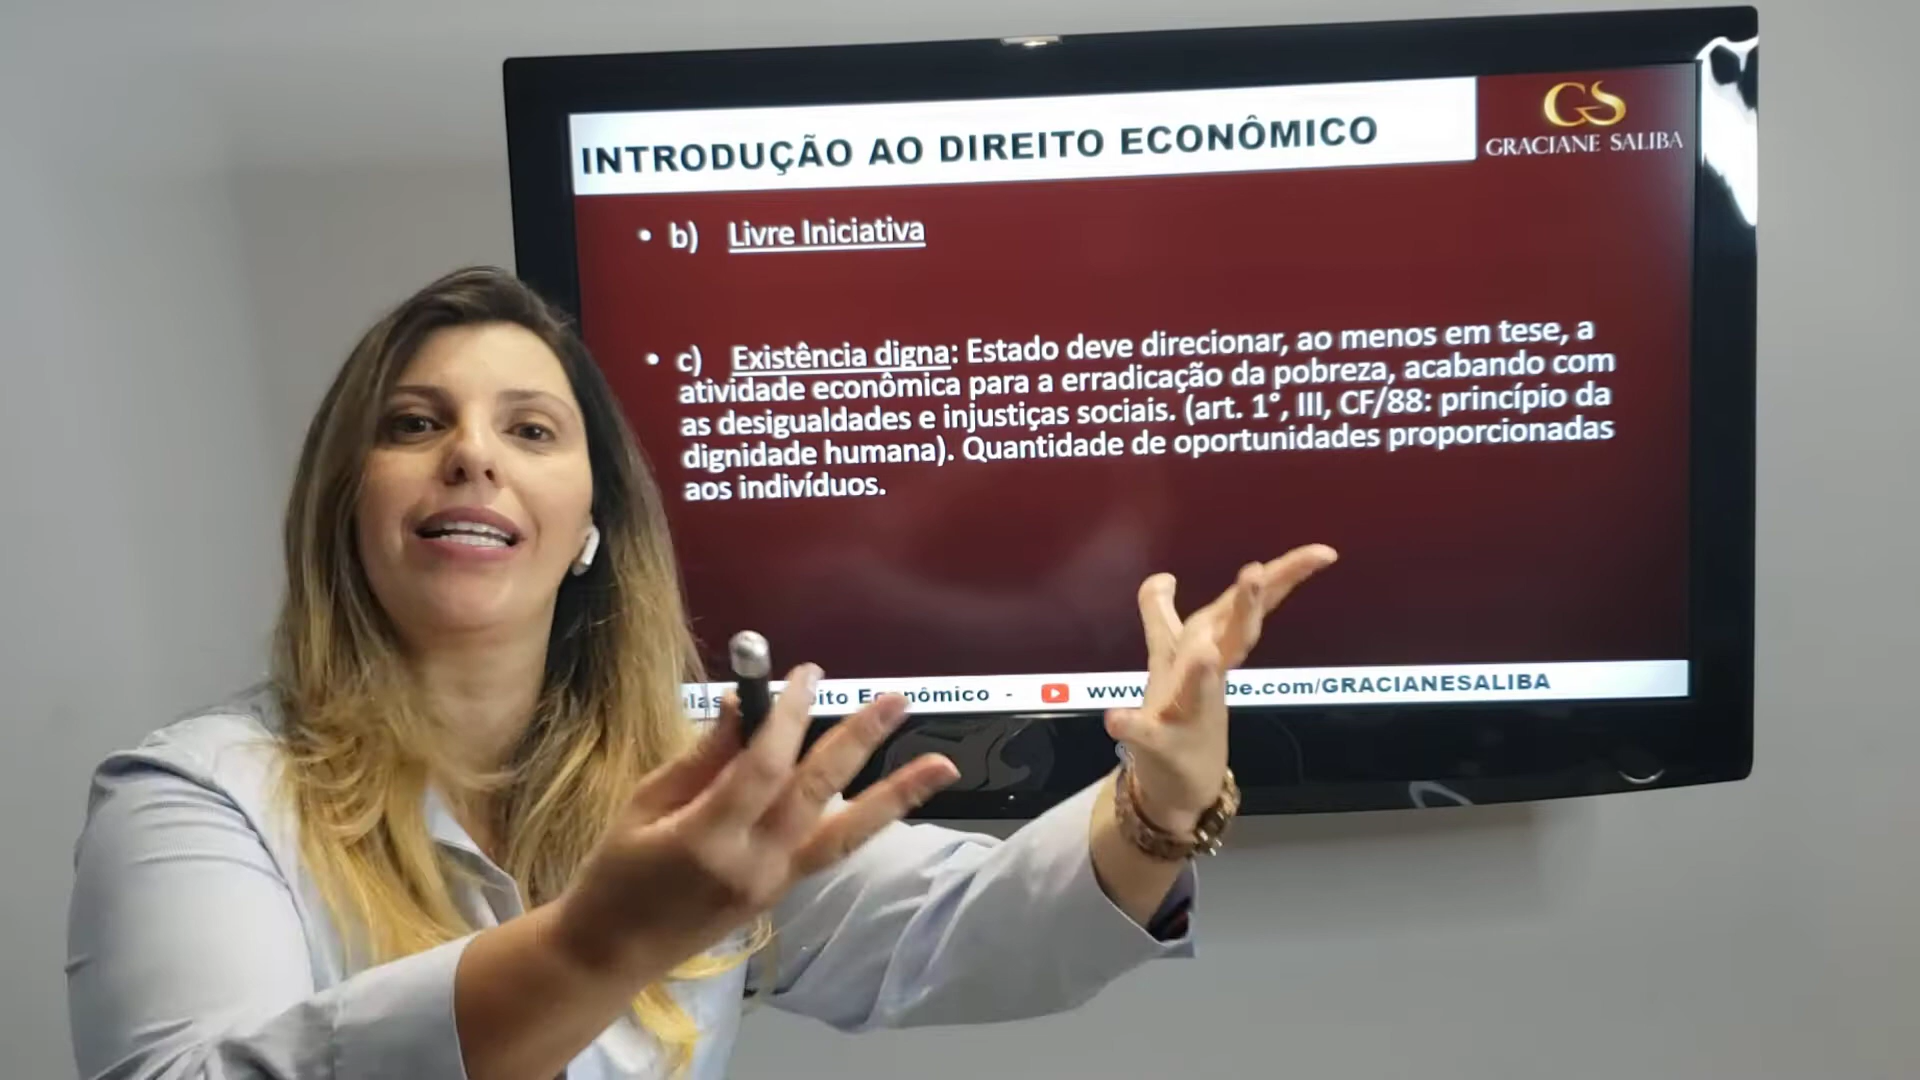 INTRODUÇÃO AO DIREITO ECONÔMICO
GS
GRACIANE SALIBA
• b) Livre Iniciativa
• c) Existência digna: Estado deve direcionar, ao menos em tese, a
atividade econômica para a erradicação da pobreza, acabando com
as desigualdades e injustiças sociais. (art. 1°, III, CF/88: princípio da
dignidade humana). Quantidade de oportunidades proporcionadas
aos indivíduos.
Econômico - www be.com/GRACIANESALIBA